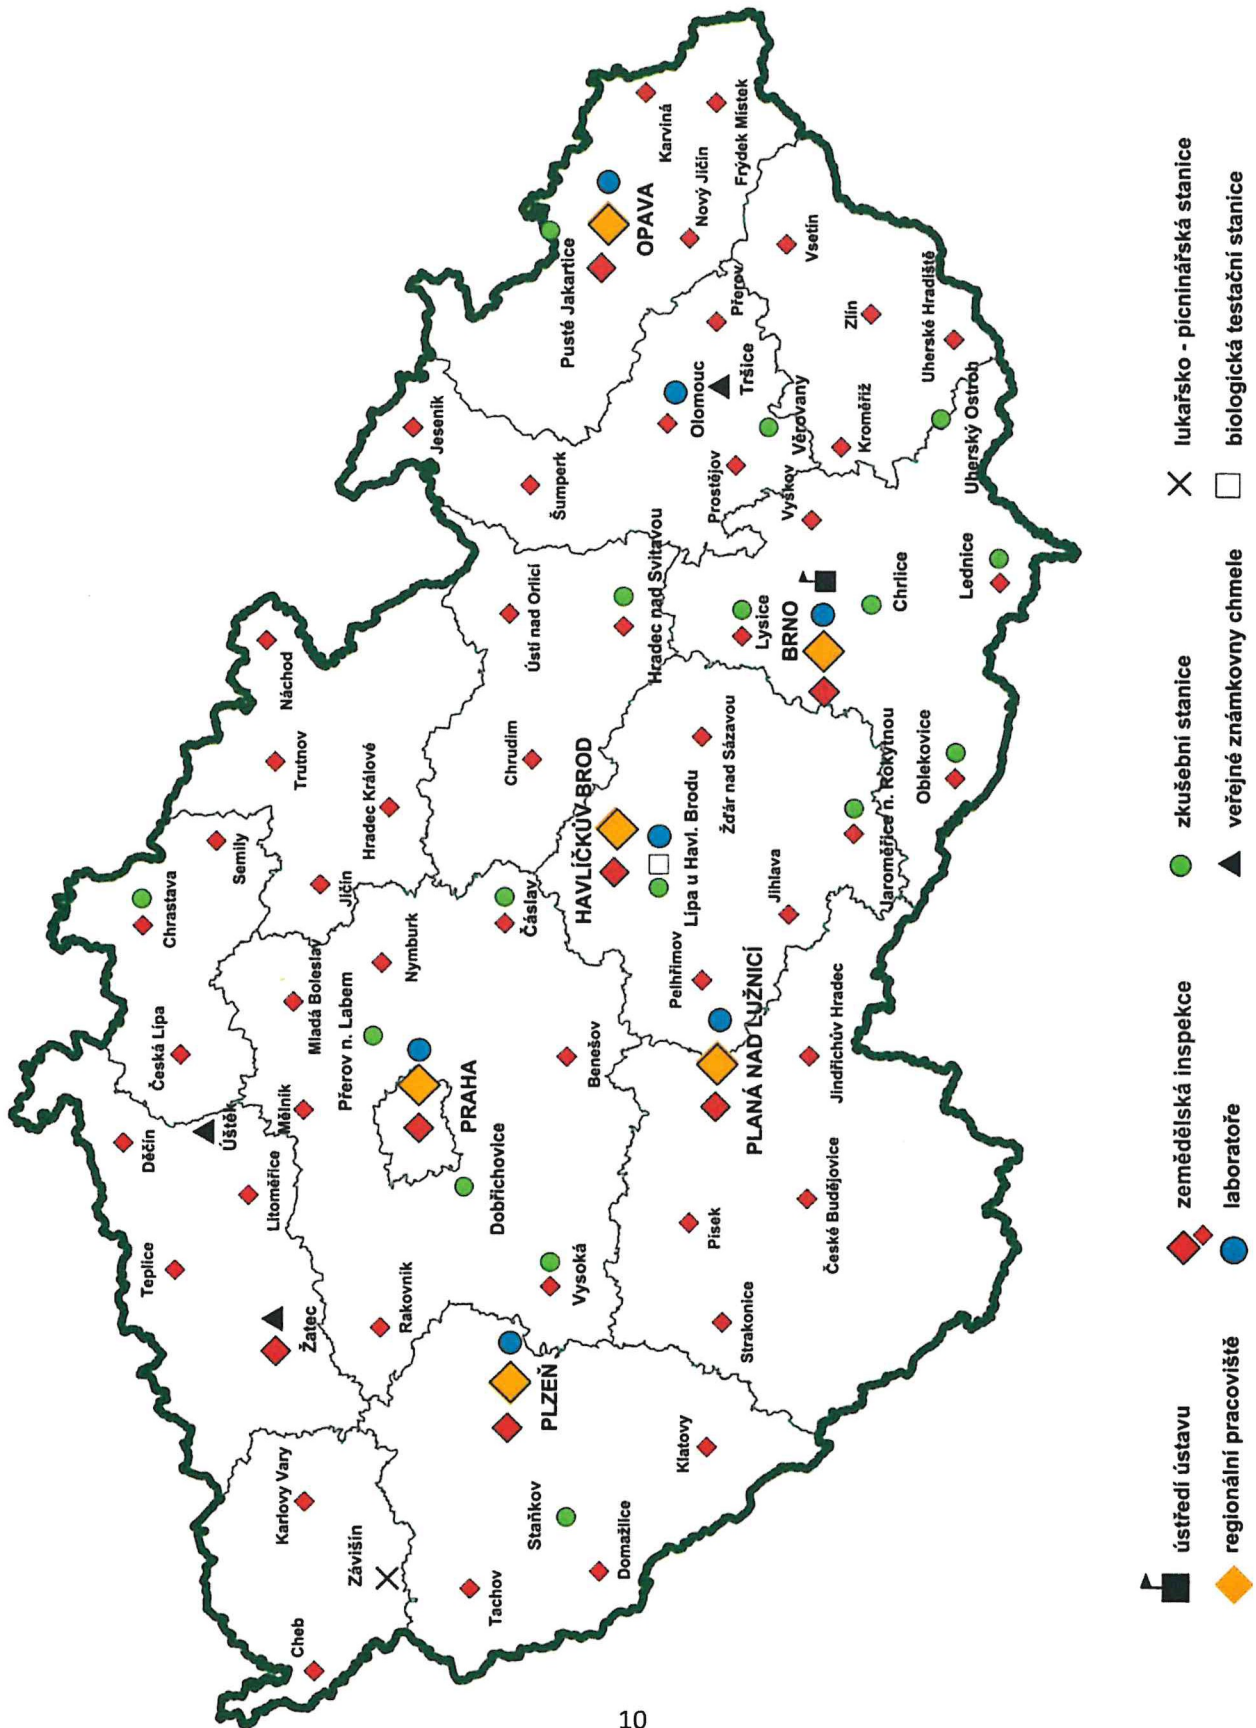 Cheb
Karlovy Vary
Závišín
Tachov
Staňkov
Domažlice
Klatovy
PLZEŇ
Žatec
Teplice
Litoměřice
Úštěk
Děčín
Česká Lípa
Chrastava
Semily
Jičín
Trutnov
Náchod
Hradec Králové
Rakovník
Mělník
Mladá Boleslav
Přerov n. Labem
Nymburk
PRAHA
Dobřichovice
Vysoká
Benešov
Čáslav
Strakonice
Písek
České Budějovice
PLANÁ NAD LUŽNICÍ
Jindřichův Hradec
Pelhřimov
Jihlava
HAVLÍČKŮV BROD
Lípa u Havl. Brodu
Žďár nad Sázavou
Jaroměřice n. Rokytnou
Chrudim
Ústí nad Orlicí
Hradec nad Svitavou
Lysice
BRNO
Chrlice
Oblekovice
Lednice
Vyškov
Jeseník
Šumperk
Olomouc
Prostějov
Tršice
Přerov
Věrovany
Kroměříž
Zlín
Vsetín
Uherské Hradiště
Uherský Ostroh
Pusté Jakartice
OPAVA
Nový Jičín
Karviná
Frýdek Místek
ústředí ústavu
zemědělská inspekce
zkušební stanice
lukařsko - pícninářská stanice
regionální pracoviště
laboratoře
veřejné známkovny chmele
biologická testační stanice
10